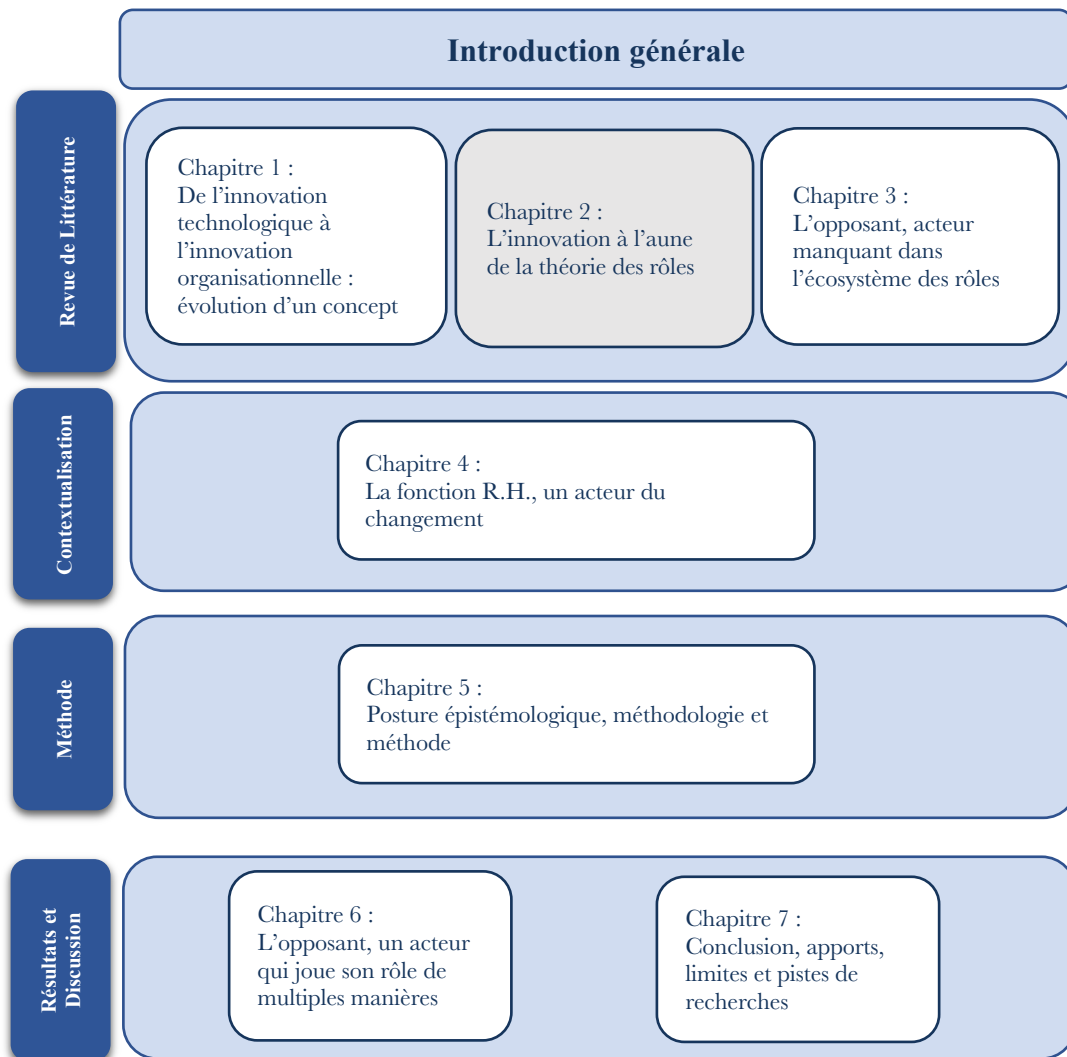 Introduction générale
Revue de Littérature
Chapitre 1 :
De l’innovation
technologique à
l’innovation
organisationnelle :
évolution d’un concept
Chapitre 2 :
L’innovation à l’aune
de la théorie des rôles
Chapitre 3 :
L’opposant, acteur
manquant dans
l’écosystème des rôles
Contextualisation
Chapitre 4 :
La fonction R.H., un acteur du
changement
Méthode
Chapitre 5 :
Posture épistémologique, méthodologie et
méthode
Résultats et
Discussion
Chapitre 6 :
L’opposant, un acteur
qui joue son rôle de
multiples manières
Chapitre 7 :
Conclusion, apports,
limites et pistes de
recherches